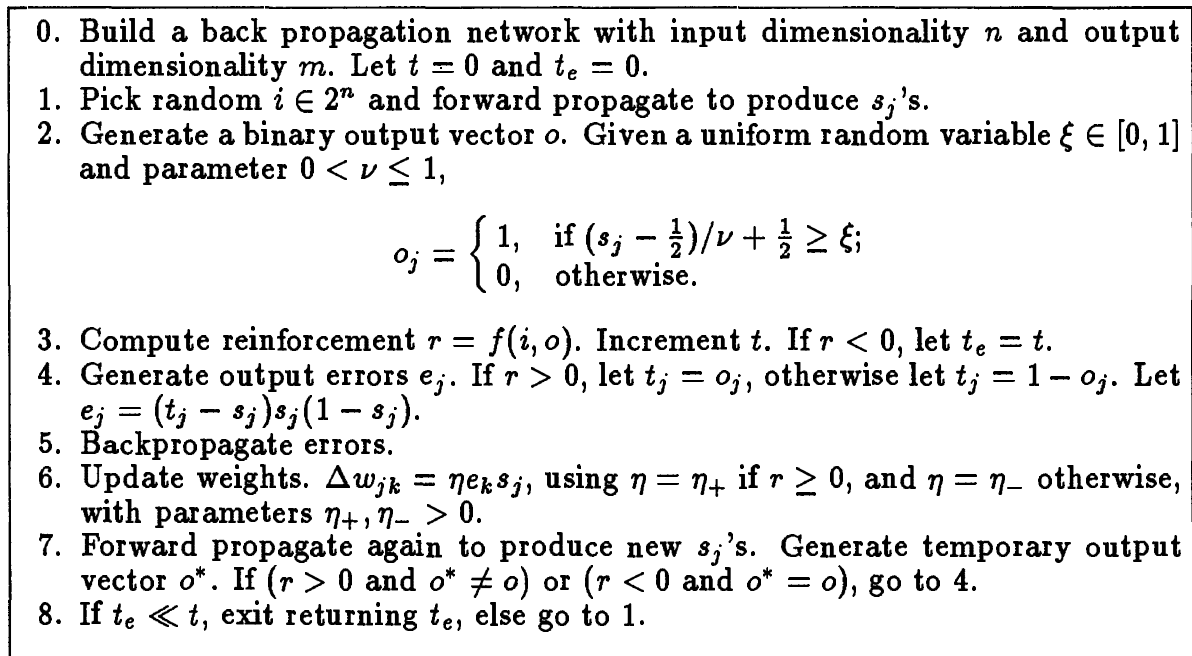 0. Build a back propagation network with input dimensionality n and output
dimensionality m. Let t = 0 and t_e = 0.
1. Pick random i ∈ 2^n and forward propagate to produce s_j's.
2. Generate a binary output vector o. Given a uniform random variable ξ ∈ [0, 1]
and parameter 0 < ν ≤ 1,
o_j = { 1, if (s_j − 1/2)/ν + 1/2 ≥ ξ;
0, otherwise.
3. Compute reinforcement r = f(i, o). Increment t. If r < 0, let t_e = t.
4. Generate output errors e_j. If r > 0, let t_j = o_j, otherwise let t_j = 1 − o_j. Let
e_j = (t_j − s_j)s_j(1 − s_j).
5. Backpropagate errors.
6. Update weights. Δw_jk = ηe_k s_j, using η = η_+ if r ≥ 0, and η = η_− otherwise,
with parameters η_+, η_− > 0.
7. Forward propagate again to produce new s_j's. Generate temporary output
vector o*. If (r > 0 and o* ≠ o) or (r < 0 and o* = o), go to 4.
8. If t_e ≪ t, exit returning t_e, else go to 1.